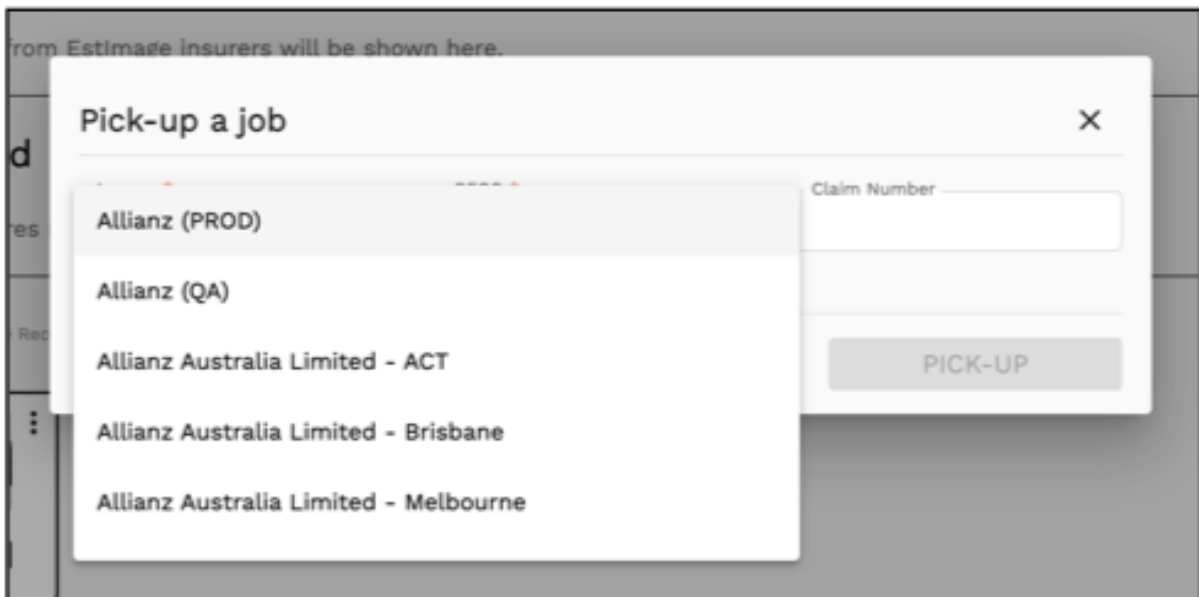 from EstImage insurers will be shown here.
Pick-up a job
d
Claim Number
res
Allianz (PROD)
Allianz (QA)
Rec
Allianz Australia Limited - ACT
PICK-UP
Allianz Australia Limited - Brisbane
Allianz Australia Limited - Melbourne